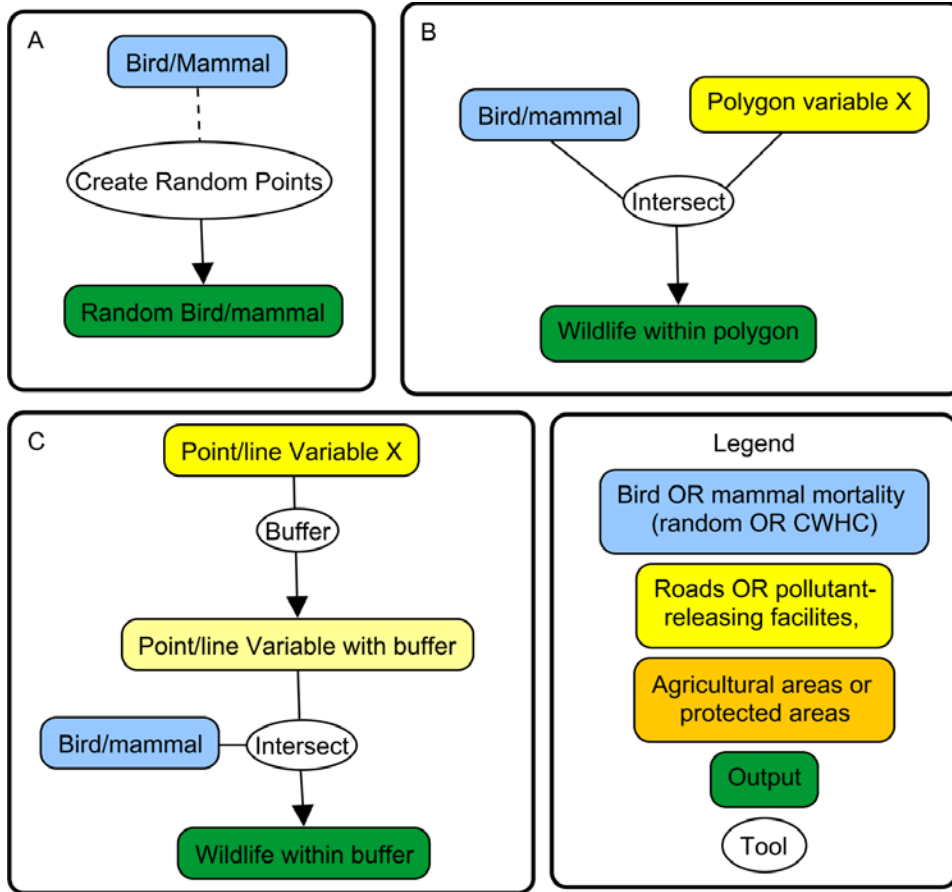 A
Bird/Mammal
Create Random Points
Random Bird/mammal
B
Bird/mammal
Polygon variable X
Intersect
Wildlife within polygon
C
Point/line Variable X
Buffer
Point/line Variable with buffer
Bird/mammal
Intersect
Wildlife within buffer
Legend
Bird OR mammal mortality
(random OR CWHC)
Roads OR pollutant-
releasing facilites,
Agricultural areas or
protected areas
Output
Tool